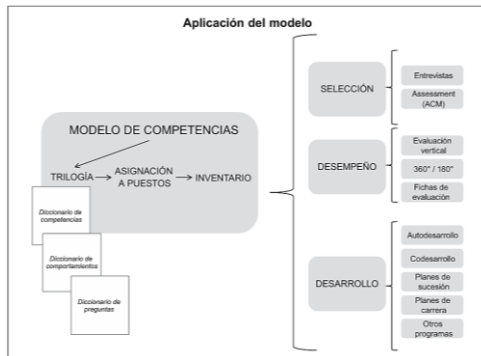 Aplicación del modelo
MODELO DE COMPETENCIAS
TRILOGÍA
ASIGNACIÓN
A PUESTOS
INVENTARIO
Diccionario de
competencias
Diccionario de
comportamientos
Diccionario de
preguntas
SELECCIÓN
Entrevistas
Assessment
(ACM)
DESEMPEÑO
Evaluación
vertical
360° / 180°
Fichas de
evaluación
DESARROLLO
Autodesarrollo
Codesarrollo
Planes de
sucesión
Planes de
carrera
Otros
programas